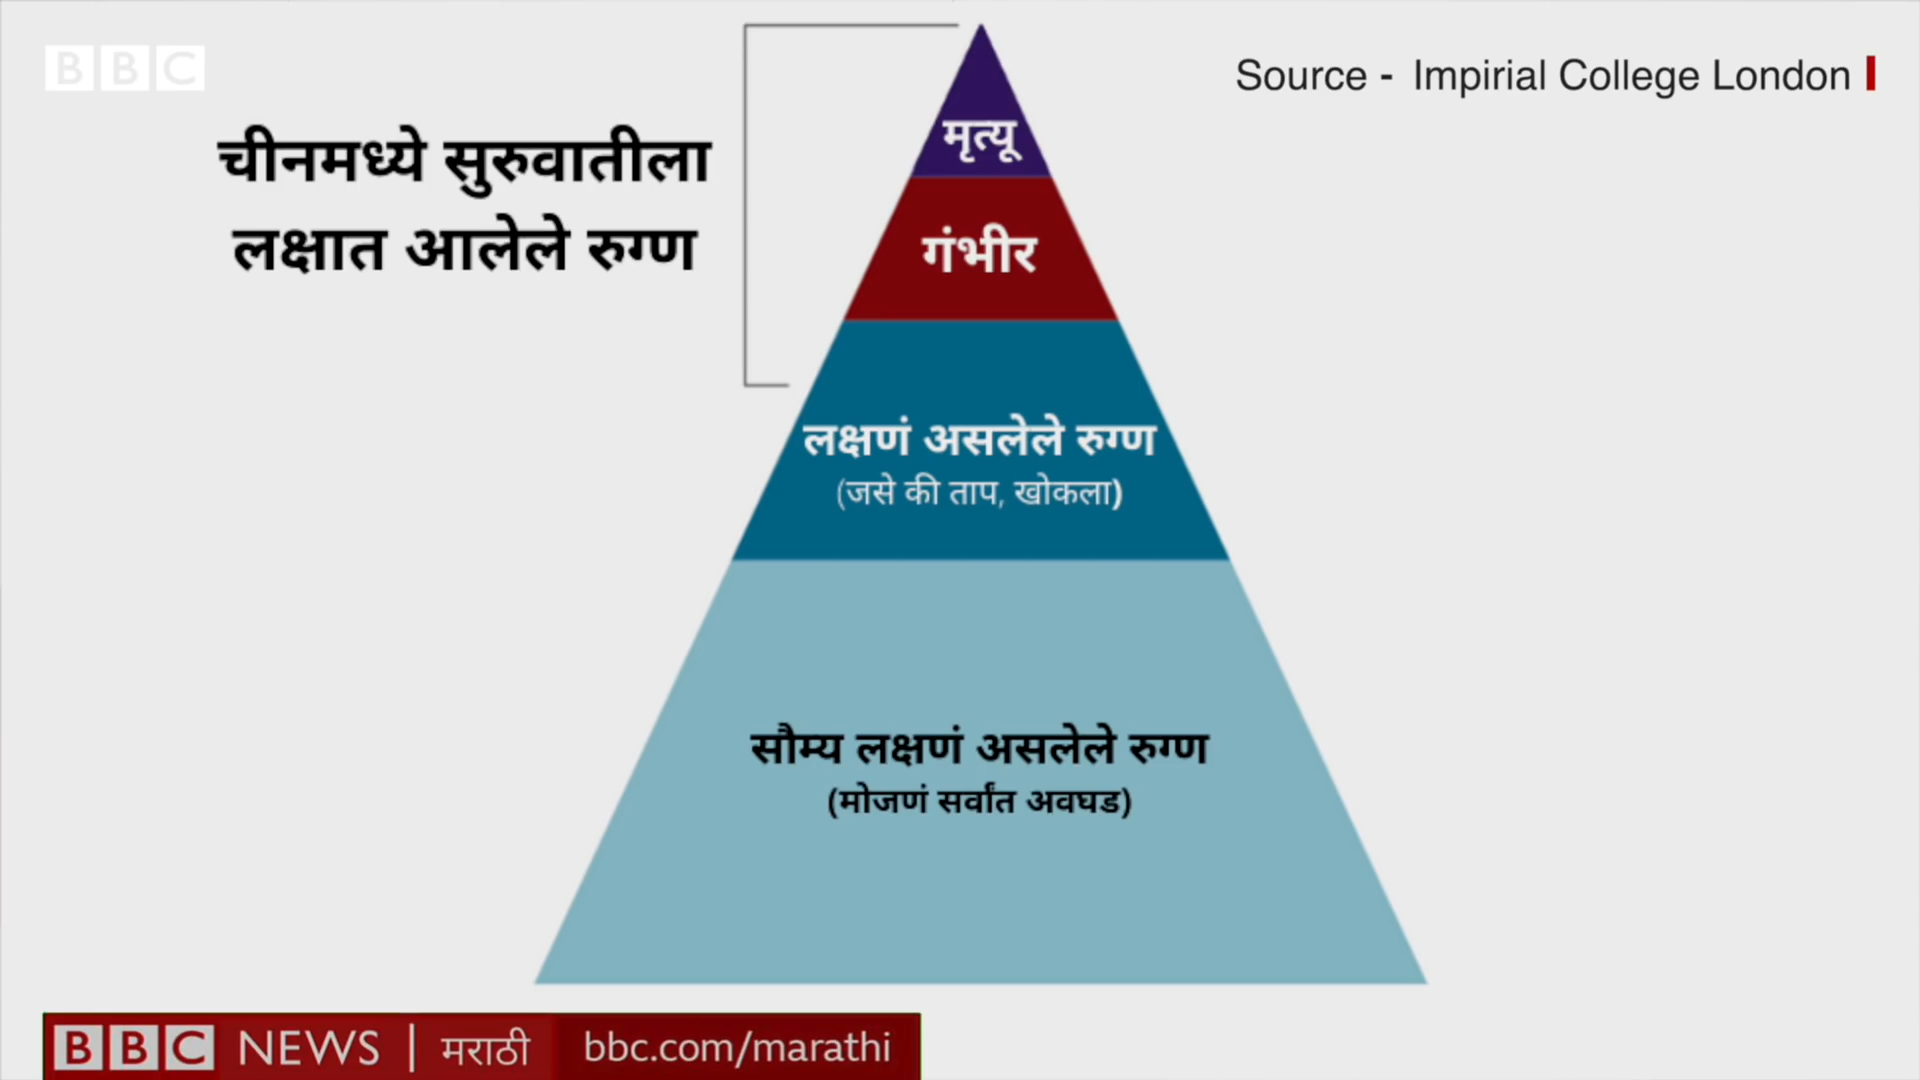 BBC
Source - Impirial College London
चीनमध्ये सुरुवातीला
लक्षात आलेले रुग्ण
मृत्यू
गंभीर
लक्षणं असलेले रुग्ण
(जसे की ताप, खोकला)
सौम्य लक्षणं असलेले रुग्ण
(मोजणं सर्वांत अवघड)
BBC NEWS | मराठी bbc.com/marathi